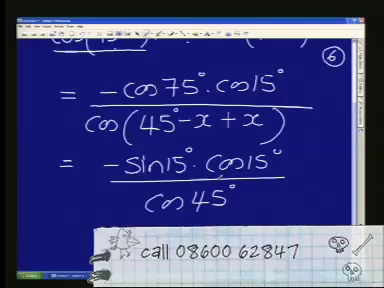 6
= -cos75°.cos15°
cos(45°-x+x)
= -sin15°.cos15°
cos45°
call 08600 62847